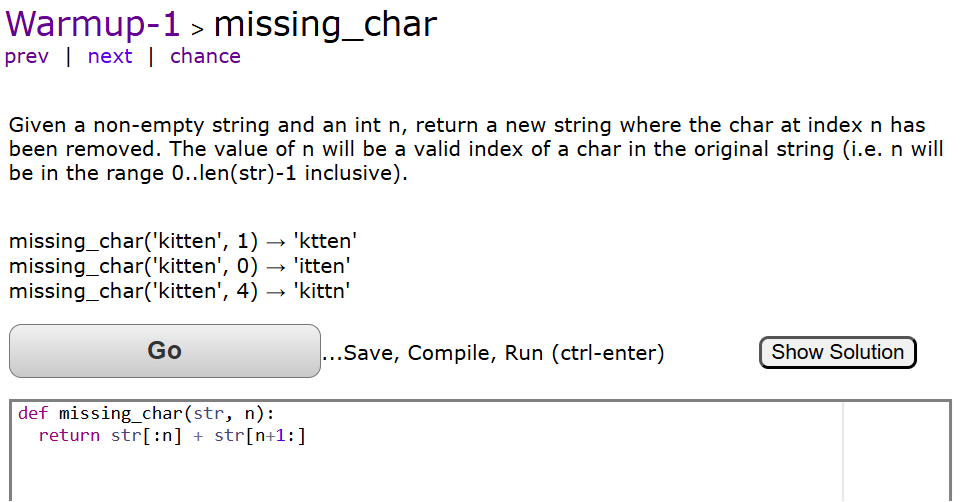 Warmup-1 > missing_char
prev | next | chance
Given a non-empty string and an int n, return a new string where the char at index n has
been removed. The value of n will be a valid index of a char in the original string (i.e. n will
be in the range 0..len(str)-1 inclusive).
missing_char('kitten', 1) → 'ktten'
missing_char('kitten', 0) → 'itten'
missing_char('kitten', 4) → 'kittn'
Go ...Save, Compile, Run (ctrl-enter) Show Solution
def missing_char(str, n):
  return str[:n] + str[n+1:]